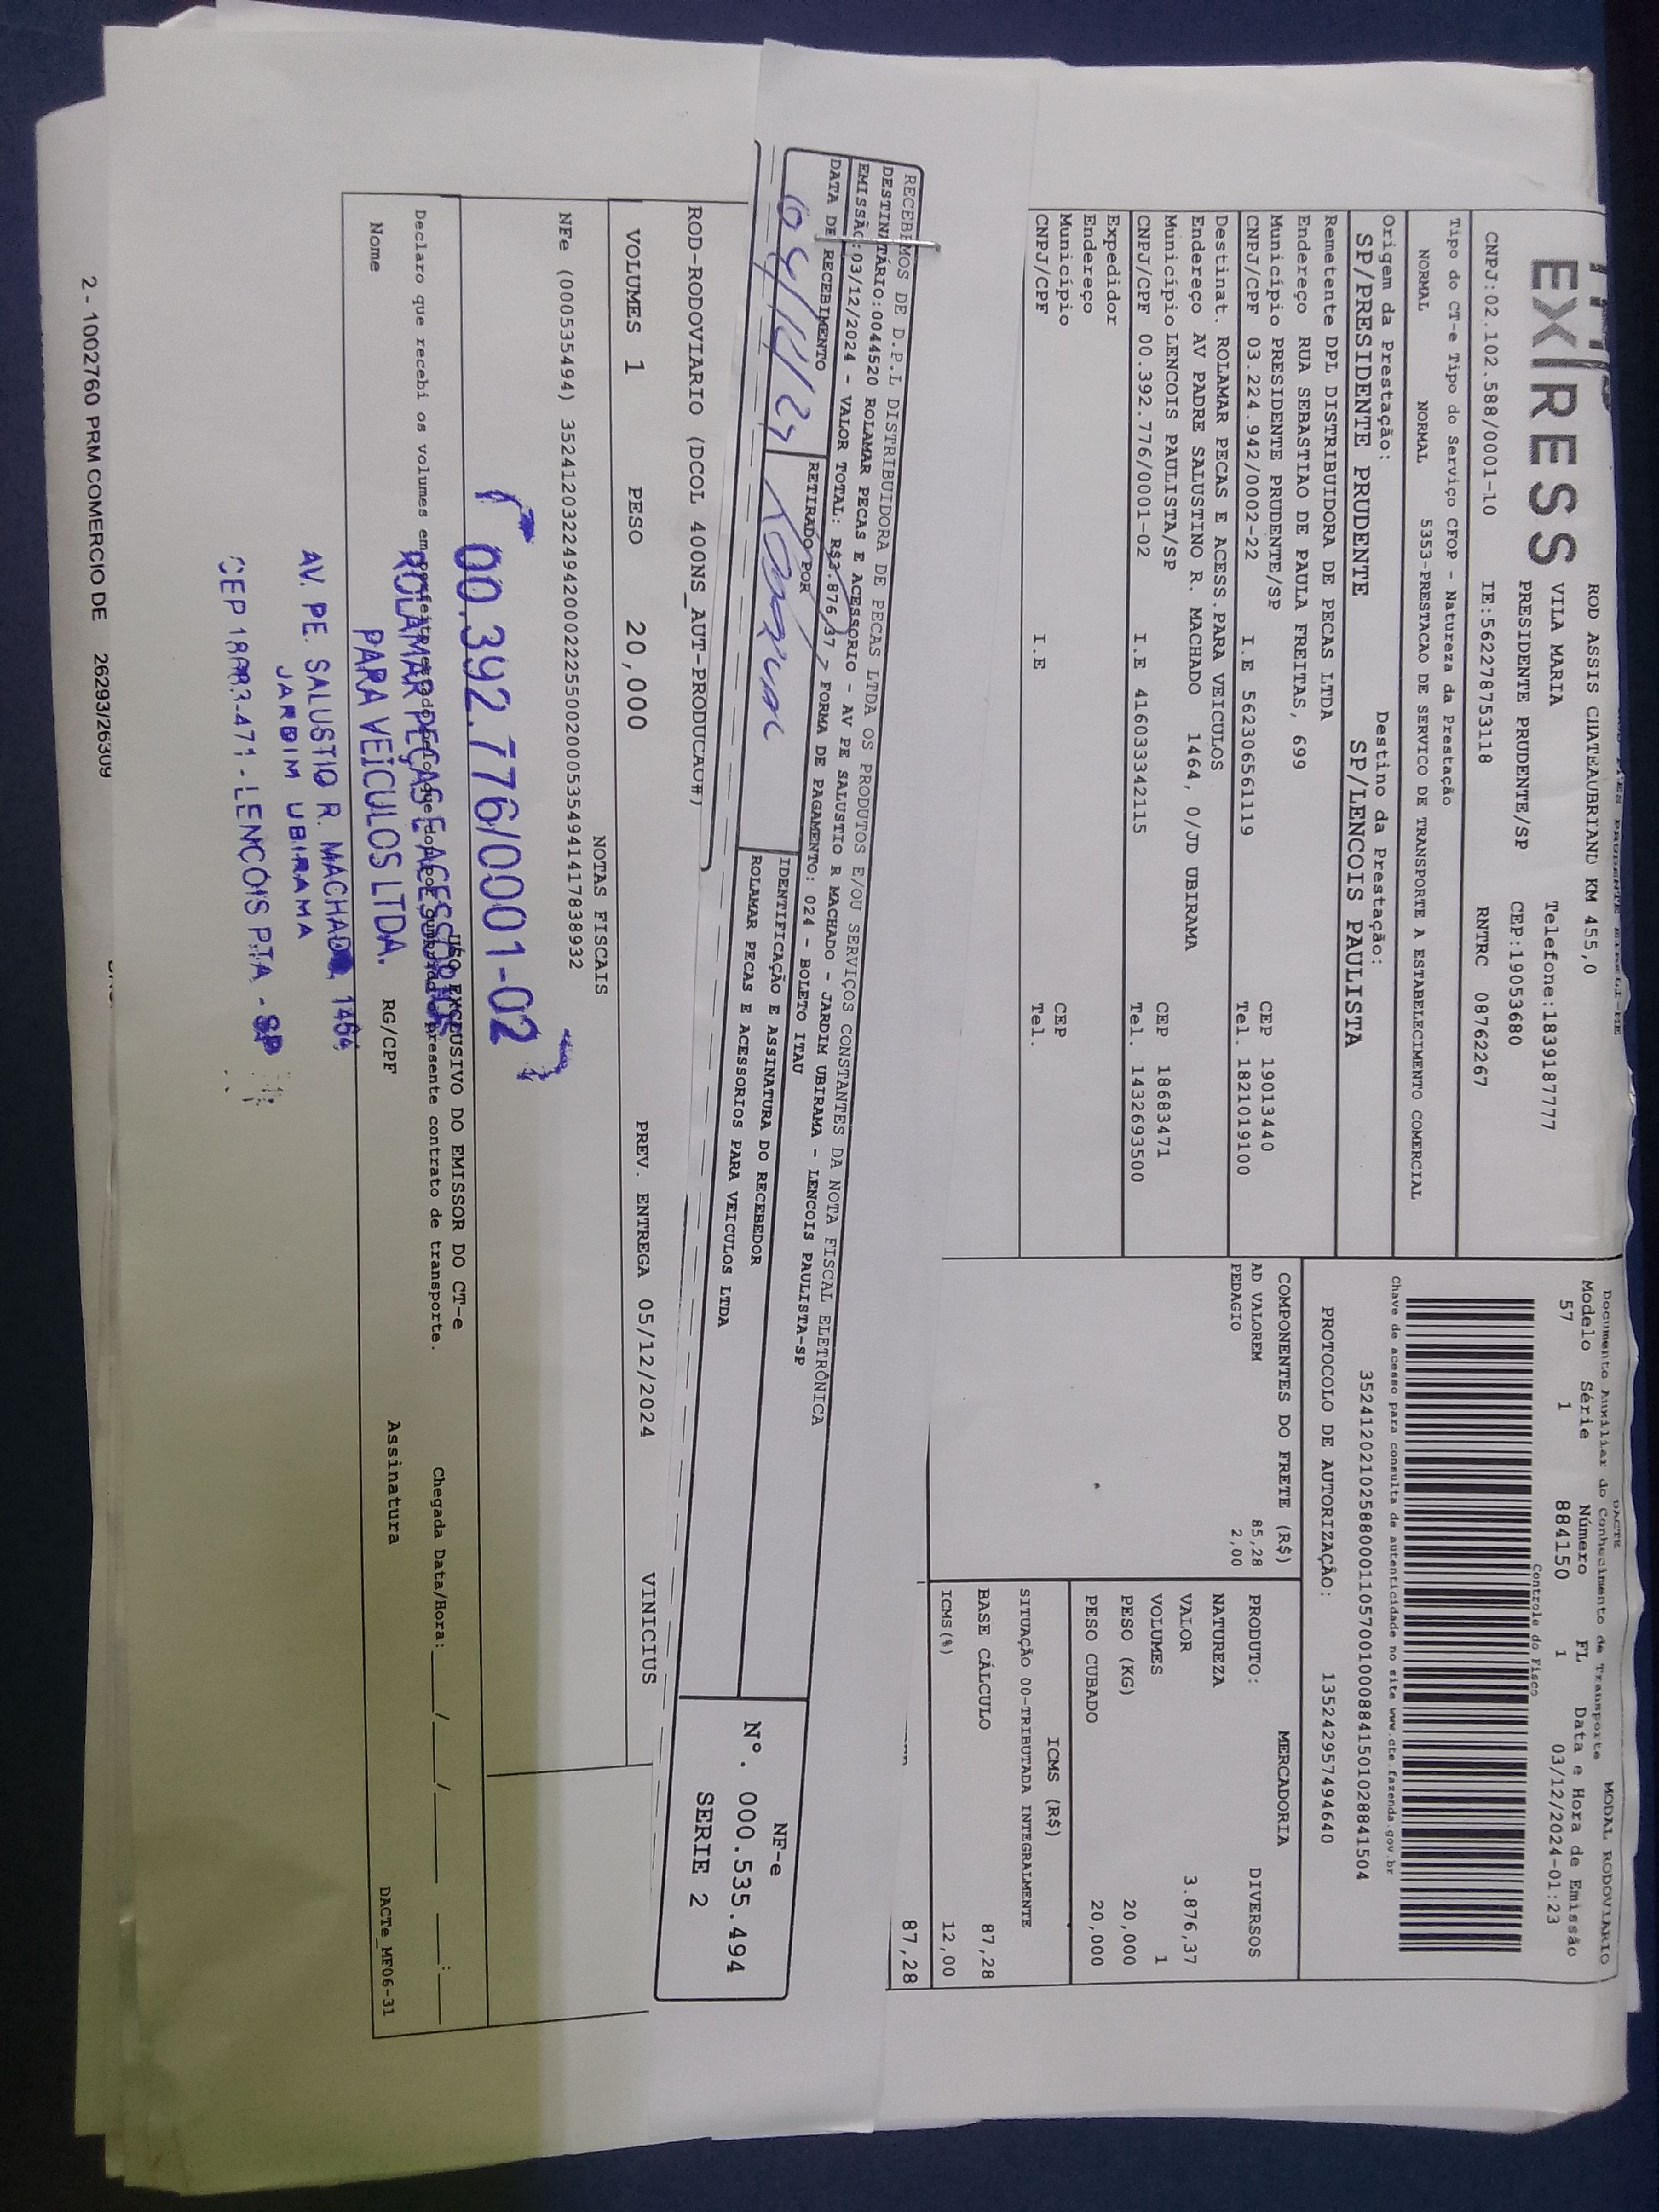 EXPRESS
ROD ASSIS CHATEAUBRIAND KM 455,0
VILA MARIA
Telefone:1839187777
PRESIDENTE PRUDENTE/SP CEP:19053680
CNPJ:02.102.588/0001-10 IE:562278753118 RNTRC 08762267
Tipo do CT-e Tipo do Serviço CFOP - Natureza da Prestação
NORMAL NORMAL 5353-PRESTACAO DE SERVICO DE TRANSPORTE A ESTABELECIMENTO COMERCIAL
Origem da Prestação: Destino da Prestação:
SP/PRESIDENTE PRUDENTE SP/LENCOIS PAULISTA
Remetente DPL DISTRIBUIDORA DE PECAS LTDA
Endereço RUA SEBASTIAO DE PAULA FREITAS, 699
Município PRESIDENTE PRUDENTE/SP CEP 19013440
CNPJ/CPF 03.224.942/0002-22 I.E 562306561119 Tel. 1821019100
Destinat. ROLAMAR PECAS E ACESS.PARA VEICULOS
Endereço AV PADRE SALUSTINO R. MACHADO 1464, 0/JD UBIRAMA
Município LENCOIS PAULISTA/SP CEP 18683471
CNPJ/CPF 00.392.776/0001-02 I.E 416033342115 Tel. 1432693500
Expedidor
Endereço
Município CEP
CNPJ/CPF I.E Tel.
DACTE
Documento Auxiliar do Conhecimento de Transporte MODAL RODOVIARIO
Modelo Série Número FL Data e Hora de Emissão
57 1 884150 1 03/12/2024-01:23
Controle do Fisco
Chave de acesso para consulta de autenticidade no site www.cte.fazenda.gov.br
35241202102588000110570010008841501028841504
PROTOCOLO DE AUTORIZAÇÃO: 135242957494640
COMPONENTES DO FRETE (R$)
AD VALOREM 85,28
PEDAGIO 2,00
MERCADORIA
PRODUTO: DIVERSOS
NATUREZA
VALOR 3.876,37
VOLUMES 1
PESO (KG) 20,000
PESO CUBADO 20,000
ICMS (R$)
SITUAÇÃO 00-TRIBUTADA INTEGRALMENTE
BASE CÁLCULO 87,28
ICMS(%) 12,00
87,28
RECEBEMOS DE D.P.L DISTRIBUIDORA DE PECAS LTDA OS PRODUTOS E/OU SERVIÇOS CONSTANTES DA NOTA FISCAL ELETRÔNICA
DESTINATÁRIO:0044520 ROLAMAR PECAS E ACESSORIO - AV PE SALUSTIO R MACHADO - JARDIM UBIRAMA - LENCOIS PAULISTA-SP
EMISSÃO:03/12/2024 - VALOR TOTAL: R$3.876,37 - FORMA DE PAGAMENTO: 024 - BOLETO ITAU
DATA DE RECEBIMENTO RETIRADO POR IDENTIFICAÇÃO E ASSINATURA DO RECEBEDOR
ROLAMAR PECAS E ACESSORIOS PARA VEICULOS LTDA
NF-e
Nº. 000.535.494
SERIE 2
ROD-RODOVIARIO (DCOL 400NS_AUT-PRODUCAU#)
VOLUMES 1 PESO 20,000 PREV. ENTREGA 05/12/2024 VINICIUS
NOTAS FISCAIS
NFe (000535494) 35241203224942000222550020005354941417838932
00.392.776/0001-02
USO EXCLUSIVO DO EMISSOR DO CT-e
Declaro que recebi os volumes em presente contrato de transporte. Chegada Data/Hora: ____/____/____ ___:___
ROLAMAR PEÇAS E ACESSORIOS
Nome RG/CPF Assinatura DACTe_MF06-31
PARA VEÍCULOS LTDA.
AV. PE. SALUSTIO R. MACHADO, 1464
JARDIM UBIRAMA
CEP 18683-471 - LENÇÓIS PTA - SP
2 - 1002760 PRM COMERCIO DE 26293/26309